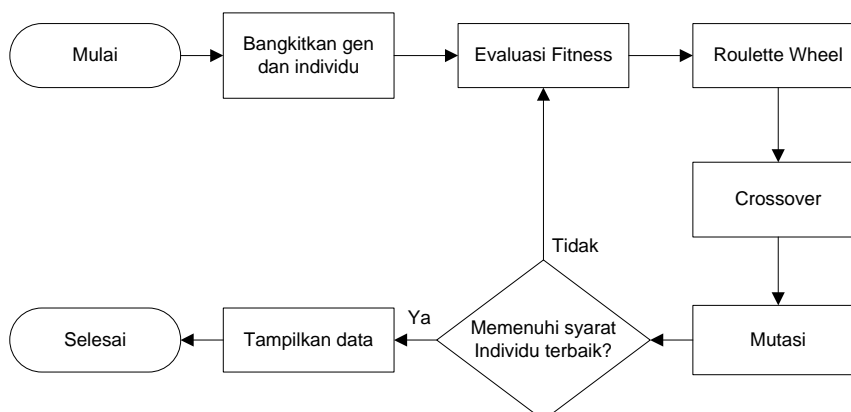 Mulai
Bangkitkan gen
dan individu
Evaluasi Fitness
Roulette Wheel
Crossover
Mutasi
Memenuhi syarat
Individu terbaik?
Tidak
Ya
Tampilkan data
Selesai